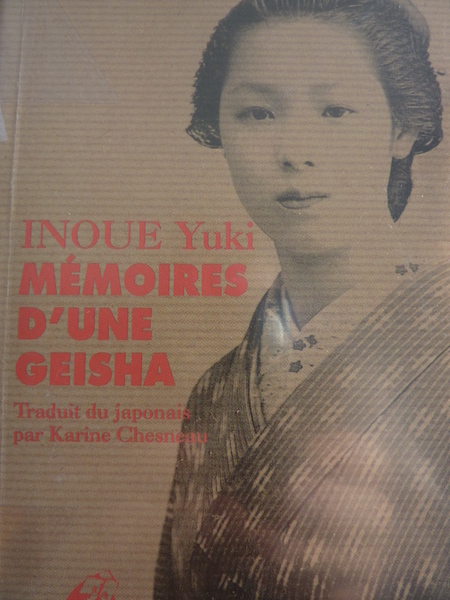 INOUE Yuki
MÉMOIRES
D'UNE
GEISHA
Traduit du japonais
par Karine Chesneau